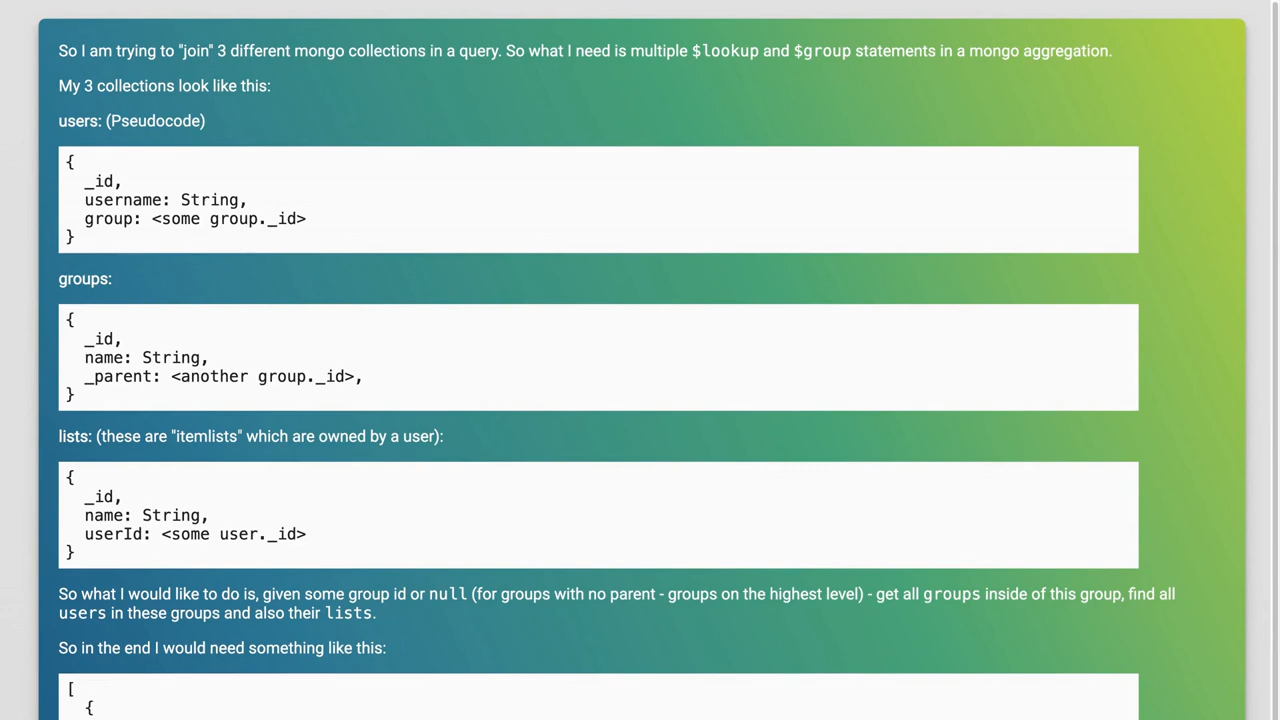 So I am trying to "join" 3 different mongo collections in a query. So what I need is multiple $lookup and $group statements in a mongo aggregation.
My 3 collections look like this:
users: (Pseudocode)
{
  _id,
  username: String,
  group: <some group._id>
}
groups:
{
  _id,
  name: String,
  _parent: <another group._id>,
}
lists: (these are "itemlists" which are owned by a user):
{
  _id,
  name: String,
  userId: <some user._id>
}
So what I would like to do is, given some group id or null (for groups with no parent - groups on the highest level) - get all groups inside of this group, find all
users in these groups and also their lists.
So in the end I would need something like this:
[
  {